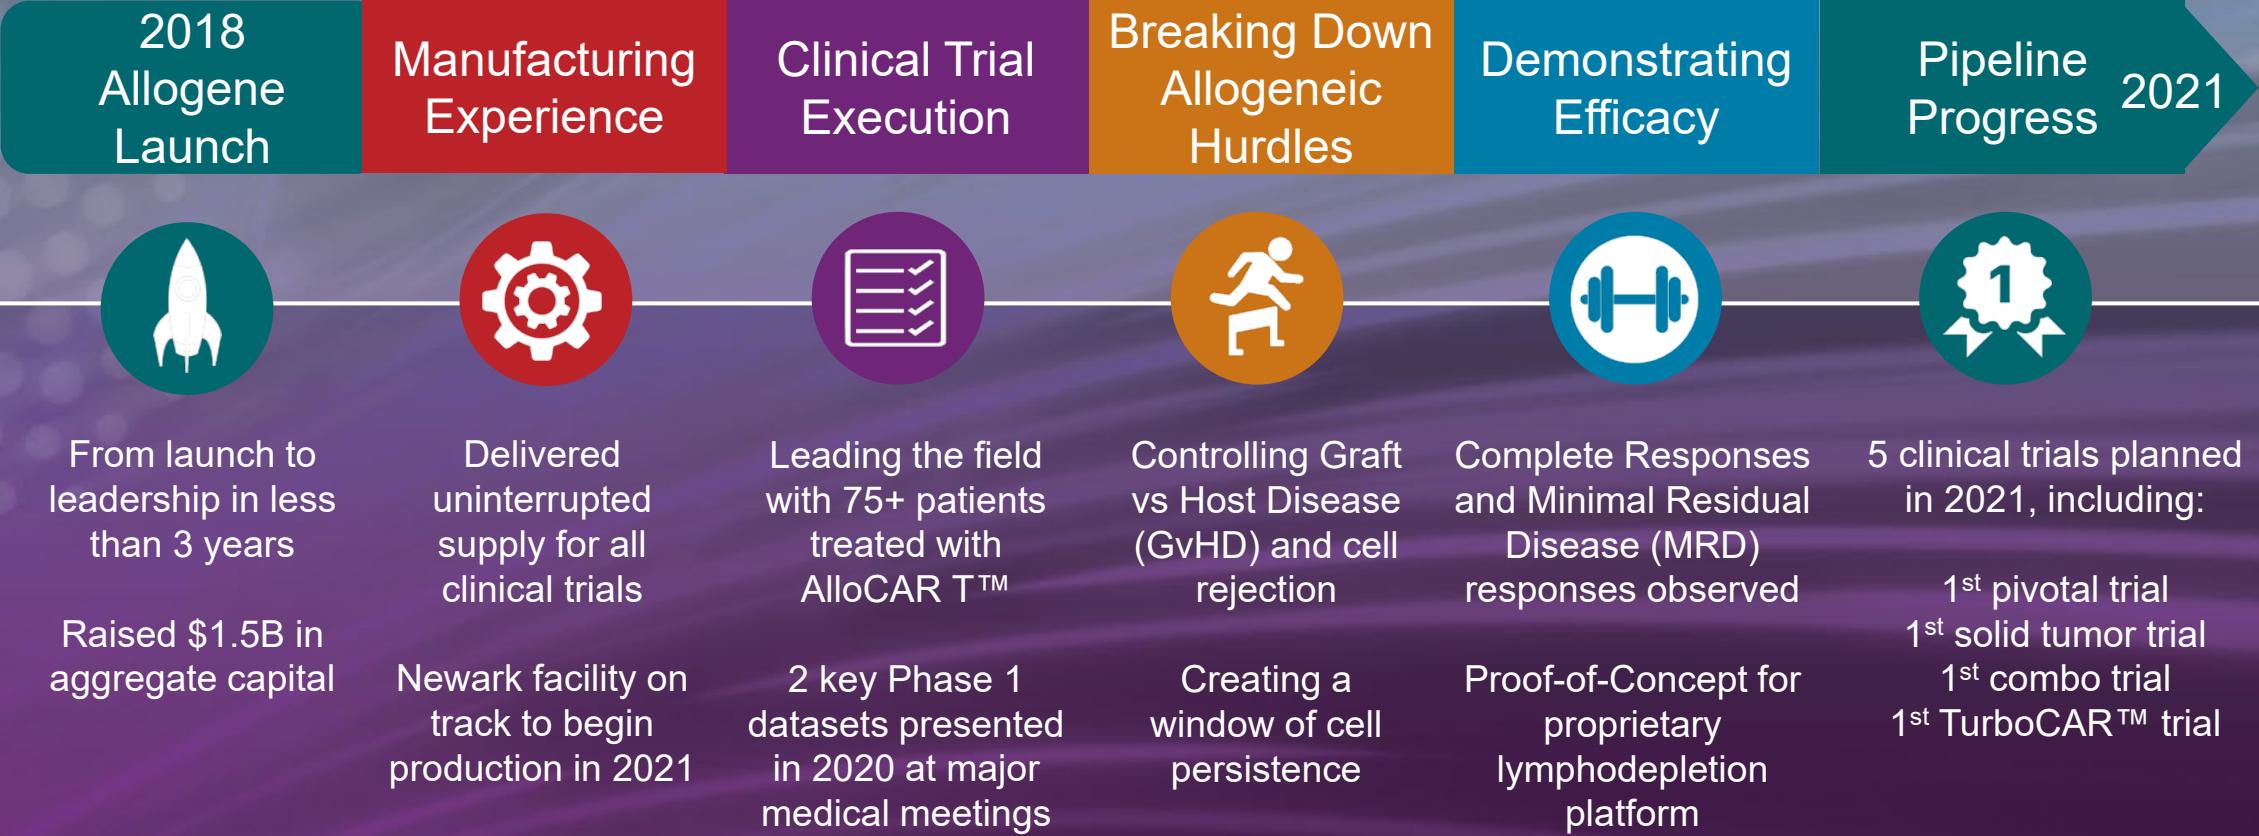 2018
Allogene
Launch
Manufacturing
Experience
Clinical Trial
Execution
Breaking Down
Allogeneic
Hurdles
Demonstrating
Efficacy
Pipeline
Progress
2021
1
From launch to
leadership in less
than 3 years
Raised $1.5B in
aggregate capital
Delivered
uninterrupted
supply for all
clinical trials
Newark facility on
track to begin
production in 2021
Leading the field
with 75+ patients
treated with
AlloCAR T™
2 key Phase 1
datasets presented
in 2020 at major
medical meetings
Controlling Graft
vs Host Disease
(GvHD) and cell
rejection
Creating a
window of cell
persistence
Complete Responses
and Minimal Residual
Disease (MRD)
responses observed
Proof-of-Concept for
proprietary
lymphodepletion
platform
5 clinical trials planned
in 2021, including:
1st pivotal trial
1st solid tumor trial
1st combo trial
1st TurboCAR™ trial